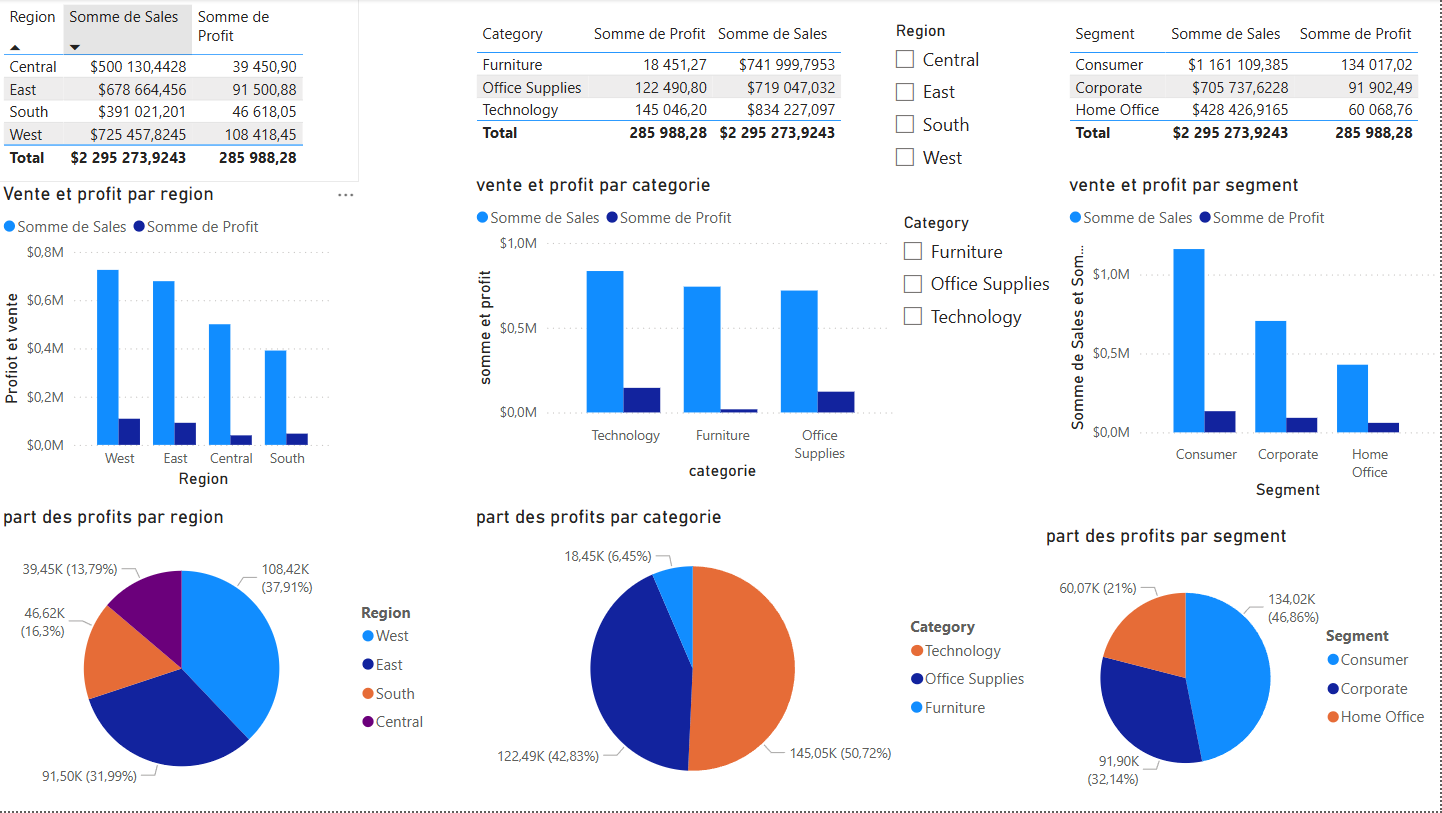 Region Somme de Sales Somme de
Profit
Central $500 130,4428 39 450,90
East $678 664,456 91 500,88
South $391 021,201 46 618,05
West $725 457,8245 108 418,45
Total $2 295 273,9243 285 988,28
Category Somme de Profit Somme de Sales
Furniture 18 451,27 $741 999,7953
Office Supplies 122 490,80 $719 047,032
Technology 145 046,20 $834 227,097
Total 285 988,28 $2 295 273,9243
Region
Central
East
South
West
Segment Somme de Sales Somme de Profit
Consumer $1 161 109,385 134 017,02
Corporate $705 737,6228 91 902,49
Home Office $428 426,9165 60 068,76
Total $2 295 273,9243 285 988,28
Vente et profit par region
Somme de Sales Somme de Profit
Profiot et vente
$0,8M
$0,6M
$0,4M
$0,2M
$0,0M
West East Central South
Region
vente et profit par categorie
Somme de Sales Somme de Profit
somme et profit
$1,0M
$0,5M
$0,0M
Technology Furniture Office
Supplies
categorie
Category
Furniture
Office Supplies
Technology
vente et profit par segment
Somme de Sales Somme de Profit
Somme de Sales et Som...
$1,0M
$0,5M
$0,0M
Consumer Corporate Home
Office
Segment
part des profits par region
39,45K (13,79%)
108,42K
(37,91%)
46,62K
(16,3%)
91,50K (31,99%)
Region
West
East
South
Central
part des profits par categorie
18,45K (6,45%)
122,49K (42,83%)
145,05K (50,72%)
Category
Technology
Office Supplies
Furniture
part des profits par segment
60,07K (21%)
134,02K
(46,86%)
91,90K
(32,14%)
Segment
Consumer
Corporate
Home Office